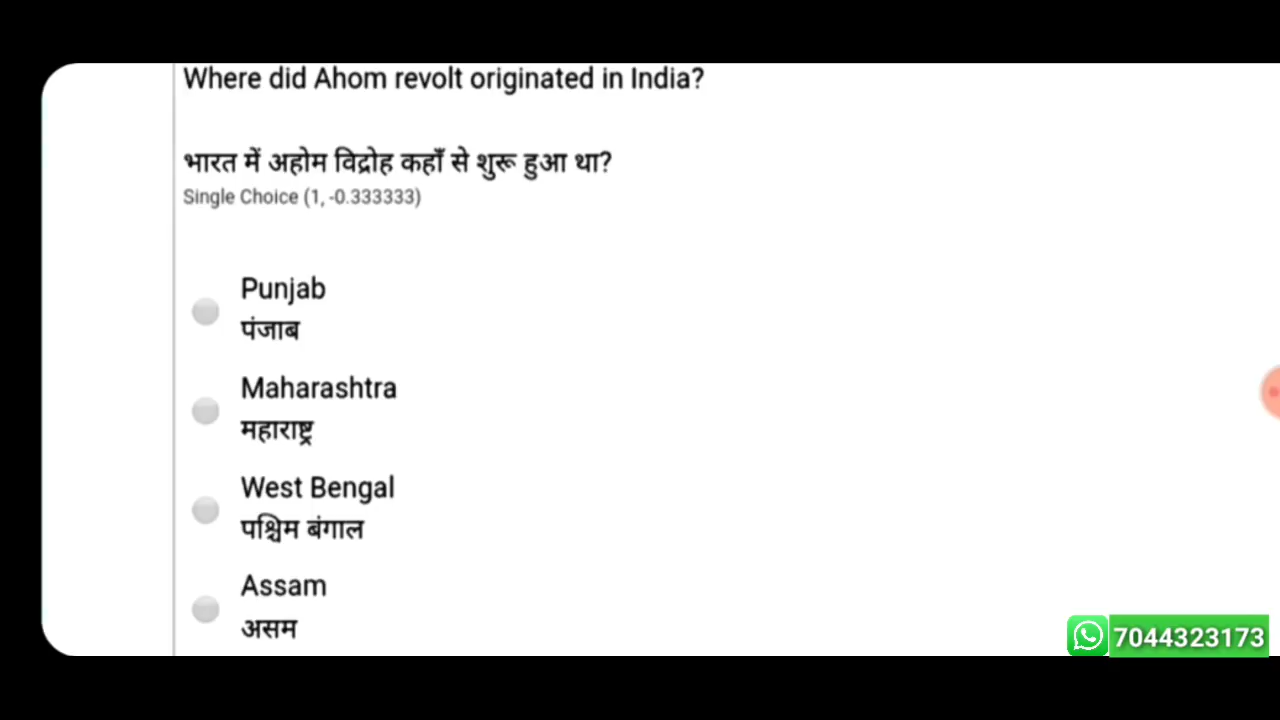 Where did Ahom revolt originated in India?
भारत में अहोम विद्रोह कहाँ से शुरू हुआ था?
Single Choice (1, -0.333333)
Punjab
पंजाब
Maharashtra
महाराष्ट्र
West Bengal
पश्चिम बंगाल
Assam
असम
7044323173